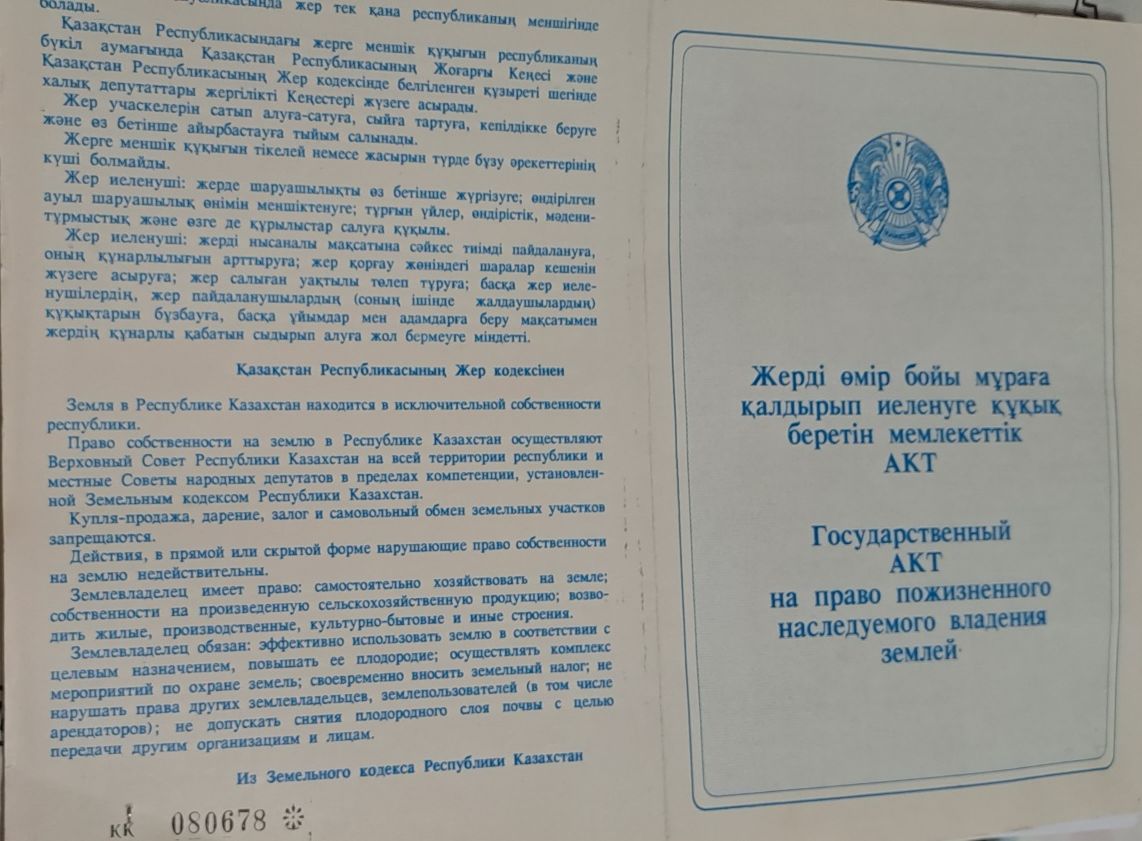 болады.
жер тек қана республиканың меншігінде
Қазақстан Республикасындағы жерге меншік құқығын республиканың
бүкіл аумағында Қазақстан Республикасының Жоғарғы Кеңесі және
Қазақстан Республикасының Жер кодексінде белгіленген құзыреті шегінде
халық депутаттары жергілікті Кеңестері жүзеге асырады.
Жер учаскелерін сатып алуға-сатуға, сыйға тартуға, кепілдікке беруге
және өз бетінше айырбастауға тыйым салынады.
Жерге меншік құқығын тікелей немесе жасырын түрде бұзу әрекеттерінің
күші болмайды.
Жер иеленуші: жерде шаруашылықты өз бетінше жүргізуге; өндірілген
ауыл шаруашылық өнімін меншіктенуге; тұрғын үйлер, өндірістік, мәдени-
тұрмыстық және өзге де құрылыстар салуға құқылы.
Жер иеленуші: жерді нысаналы мақсатына сәйкес тиімді пайдалануға,
оның құнарлылығын арттыруға; жер қорғау жөніндегі шаралар кешенін
жүзеге асыруға; жер салығын уақтылы төлеп тұруға; басқа жер иеле-
нушілердің, жер пайдаланушылардың (соның ішінде жалдаушылардың)
құқықтарын бұзбауға, басқа ұйымдар мен адамдарға беру мақсатымен
жердің құнарлы қабатын сыдырып алуға жол бермеуге міндетті.
Қазақстан Республикасының Жер кодексінен
Земля в Республике Казахстан находится в исключительной собственности
республики.
Право собственности на землю в Республике Казахстан осуществляют
Верховный Совет Республики Казахстан на всей территории республики и
местные Советы народных депутатов в пределах компетенции, установлен-
ной Земельным кодексом Республики Казахстан.
Купля-продажа, дарение, залог и самовольный обмен земельных участков
запрещаются.
Действия, в прямой или скрытой форме нарушающие право собственности
на землю недействительны.
Землевладелец имеет право: самостоятельно хозяйствовать на земле;
собственности на произведенную сельскохозяйственную продукцию; возво-
дить жилые, производственные, культурно-бытовые и иные строения.
Землевладелец обязан: эффективно использовать землю в соответствии с
целевым назначением, повышать ее плодородие; осуществлять комплекс
мероприятий по охране земель; своевременно вносить земельный налог; не
нарушать права других землевладельцев, землепользователей (в том числе
арендаторов); не допускать снятия плодородного слоя почвы с целью
передачи другим организациям и лицам.
Из Земельного кодекса Республики Казахстан
КК 080678
Жерді өмір бойы мұраға
қалдырып иеленуге құқық
беретін мемлекеттік
АКТ
Государственный
АКТ
на право пожизненного
наследуемого владения
землей